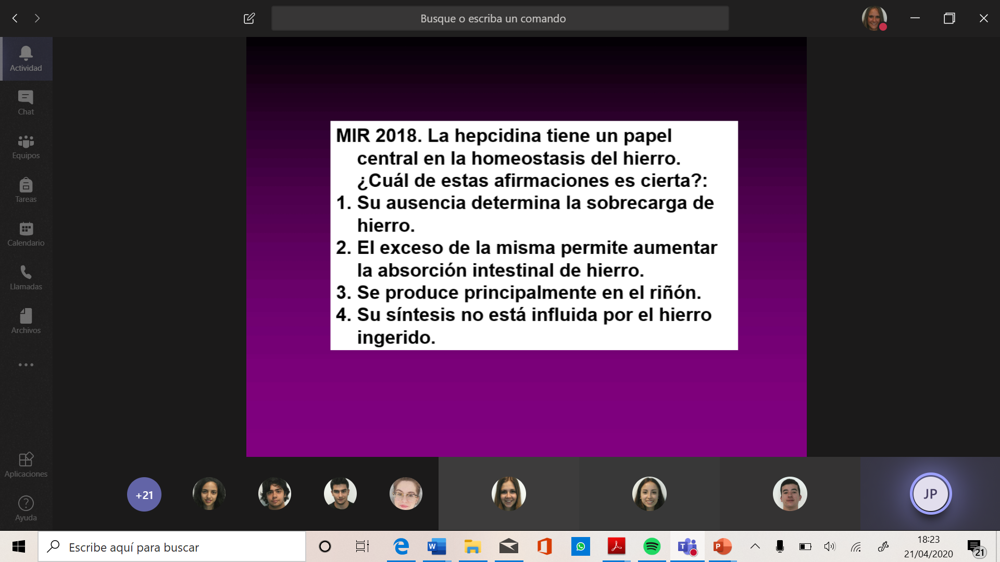 Busque o escriba un comando
Actividad
Chat
Equipos
Tareas
Calendario
Llamadas
Archivos
Aplicaciones
Ayuda
MIR 2018. La hepcidina tiene un papel
central en la homeostasis del hierro.
¿Cuál de estas afirmaciones es cierta?:
1. Su ausencia determina la sobrecarga de
hierro.
2. El exceso de la misma permite aumentar
la absorción intestinal de hierro.
3. Se produce principalmente en el riñón.
4. Su síntesis no está influida por el hierro
ingerido.
+21
JP
Escribe aquí para buscar
W
T
P
18:23
21/04/2020
21